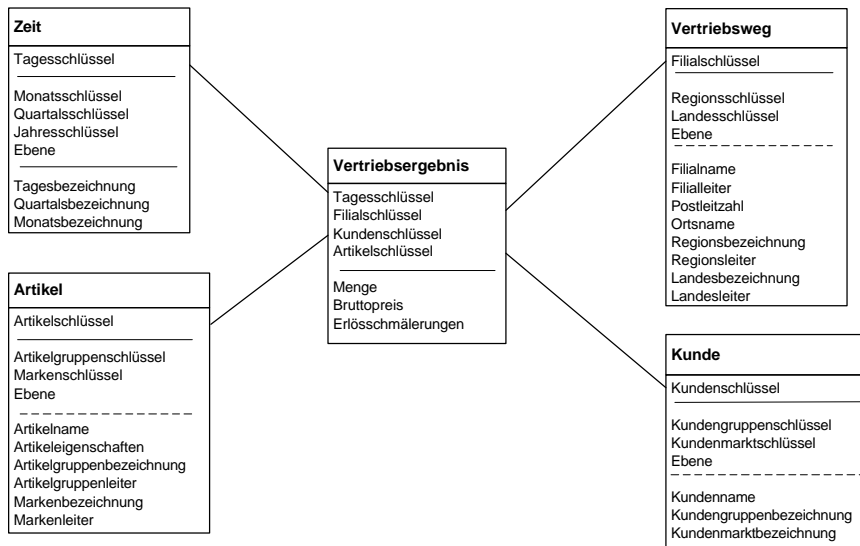 Zeit
Tagesschlüssel
Monatsschlüssel
Quartalsschlüssel
Jahresschlüssel
Ebene
Tagesbezeichnung
Quartalsbezeichnung
Monatsbezeichnung
Artikel
Artikelschlüssel
Artikelgruppenschlüssel
Markenschlüssel
Ebene
Artikelname
Artikeleigenschaften
Artikelgruppenbezeichnung
Artikelgruppenleiter
Markenbezeichnung
Markenleiter
Vertriebsergebnis
Tagesschlüssel
Filialschlüssel
Kundenschlüssel
Artikelschlüssel
Menge
Bruttopreis
Erlösschmälerungen
Vertriebsweg
Filialschlüssel
Regionsschlüssel
Landesschlüssel
Ebene
Filialname
Filialleiter
Postleitzahl
Ortsname
Regionsbezeichnung
Regionsleiter
Landesbezeichnung
Landesleiter
Kunde
Kundenschlüssel
Kundengruppenschlüssel
Kundenmarktschlüssel
Ebene
Kundenname
Kundengruppenbezeichnung
Kundenmarktbezeichnung